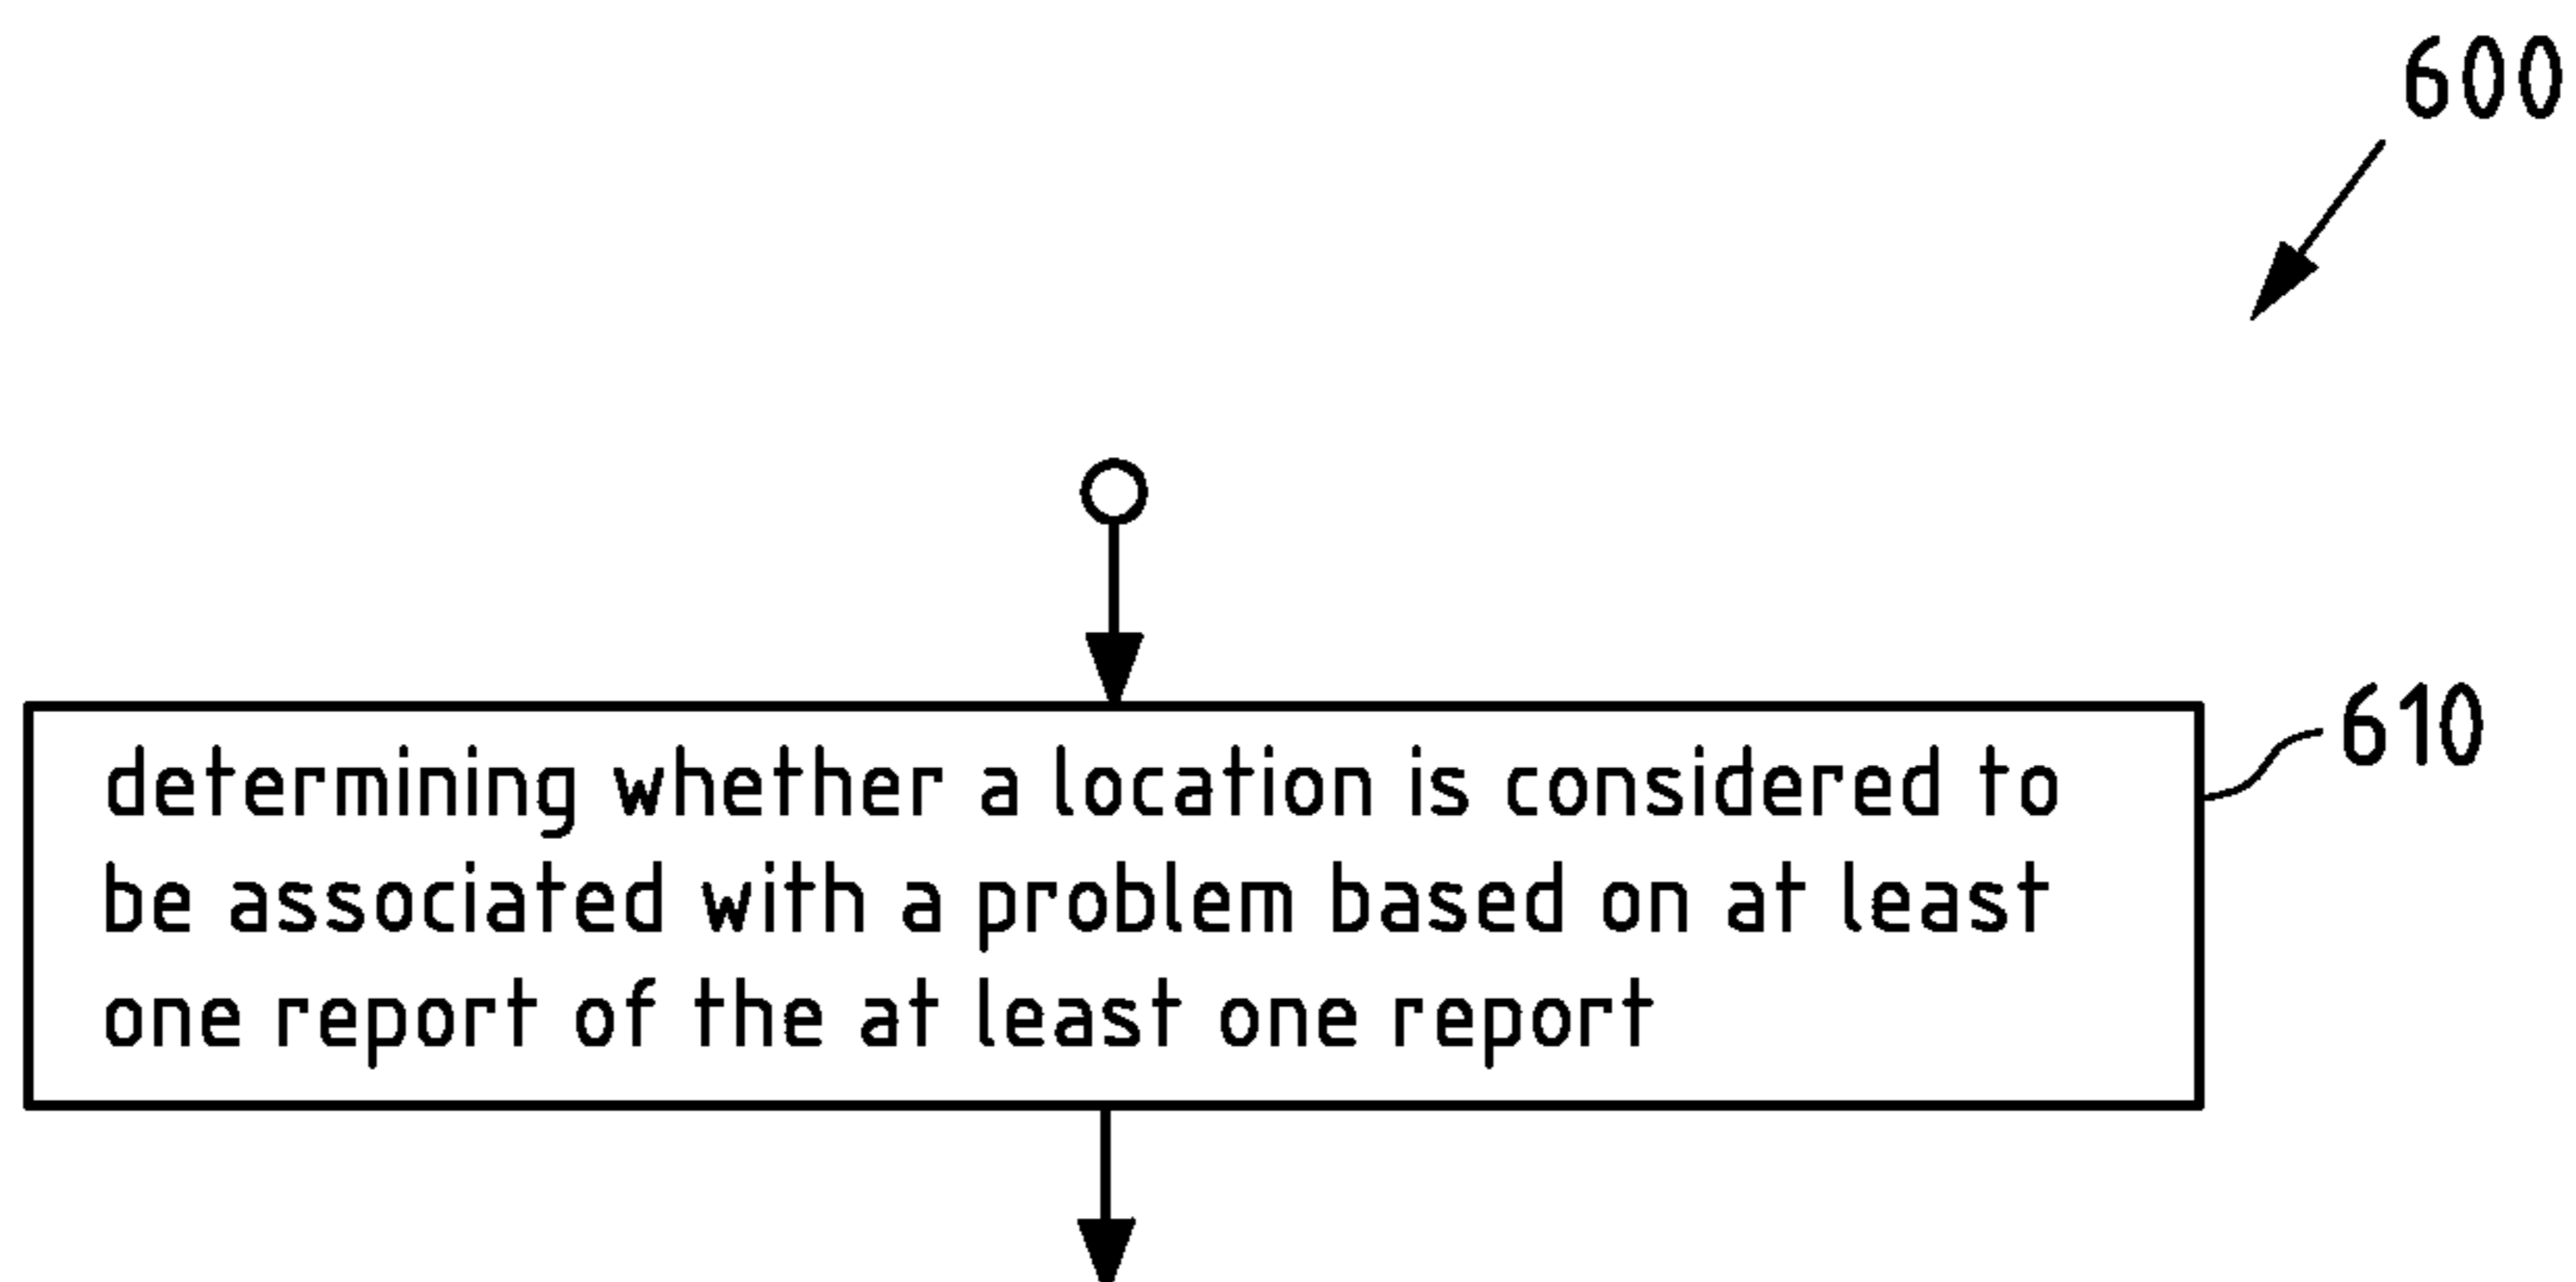 600
610
determining whether a location is considered to
be associated with a problem based on at least
one report of the at least one report